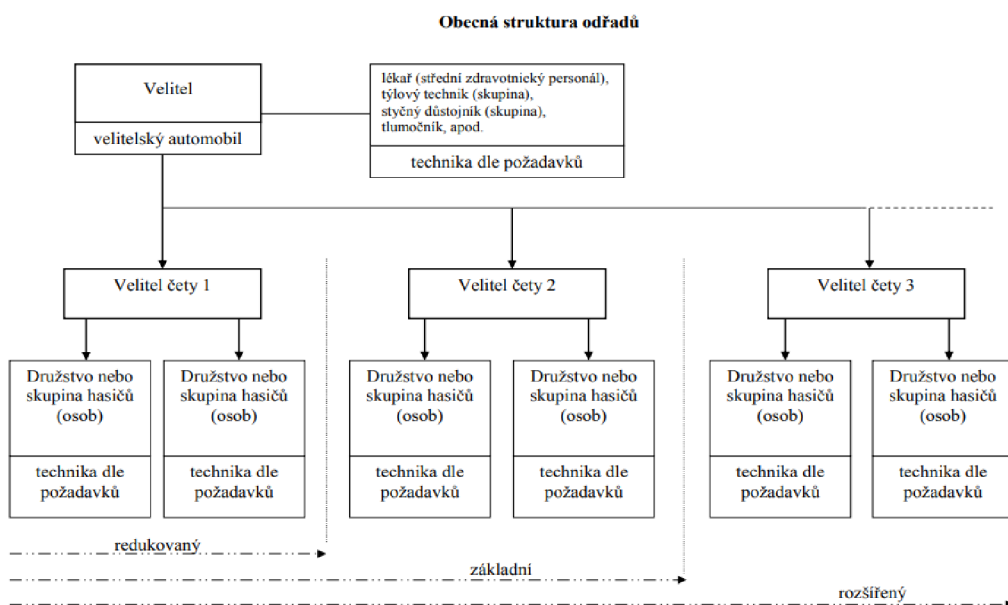 Obecná struktura odřadů
Velitel
velitelský automobil
lékař (střední zdravotnický personál),
týlový technik (skupina),
styčný důstojník (skupina),
tlumočník, apod.
technika dle požadavků
Velitel čety 1
Velitel čety 2
Velitel čety 3
Družstvo nebo
skupina hasičů
(osob)
technika dle
požadavků
Družstvo nebo
skupina hasičů
(osob)
technika dle
požadavků
Družstvo nebo
skupina hasičů
(osob)
technika dle
požadavků
Družstvo nebo
skupina hasičů
(osob)
technika dle
požadavků
Družstvo nebo
skupina hasičů
(osob)
technika dle
požadavků
Družstvo nebo
skupina hasičů
(osob)
technika dle
požadavků
redukovaný
základní
rozšířený